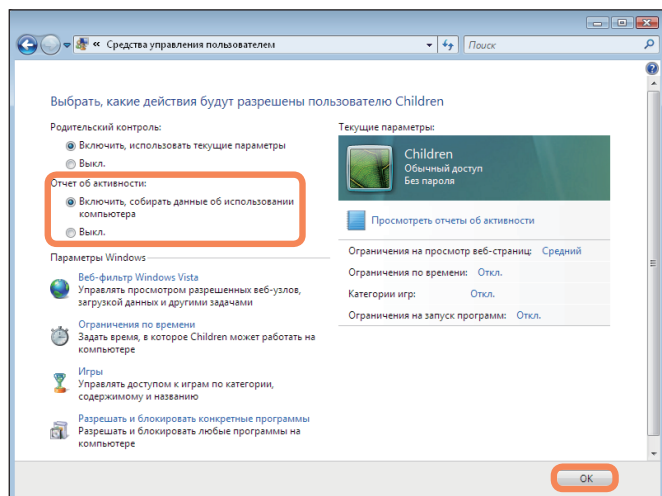 « Средства управления пользователем
Поиск
Выбрать, какие действия будут разрешены пользователю Children
Родительский контроль:
Включить, использовать текущие параметры
Выкл.
Отчет об активности:
Включить, собирать данные об использовании
компьютера
Выкл.
Параметры Windows
Веб-фильтр Windows Vista
Управлять просмотром разрешенных веб-узлов,
загрузкой данных и другими задачами
Ограничения по времени
Задать время, в которое Children может работать на
компьютере
Игры
Управлять доступом к играм по категории,
содержимому и названию
Разрешать и блокировать конкретные программы
Разрешать и блокировать любые программы на
компьютере
Текущие параметры:
Children
Обычный доступ
Без пароля
Просмотреть отчеты об активности
Ограничения на просмотр веб-страниц: Средний
Ограничения по времени: Откл.
Категории игр: Откл.
Ограничения на запуск программ: Откл.
OK